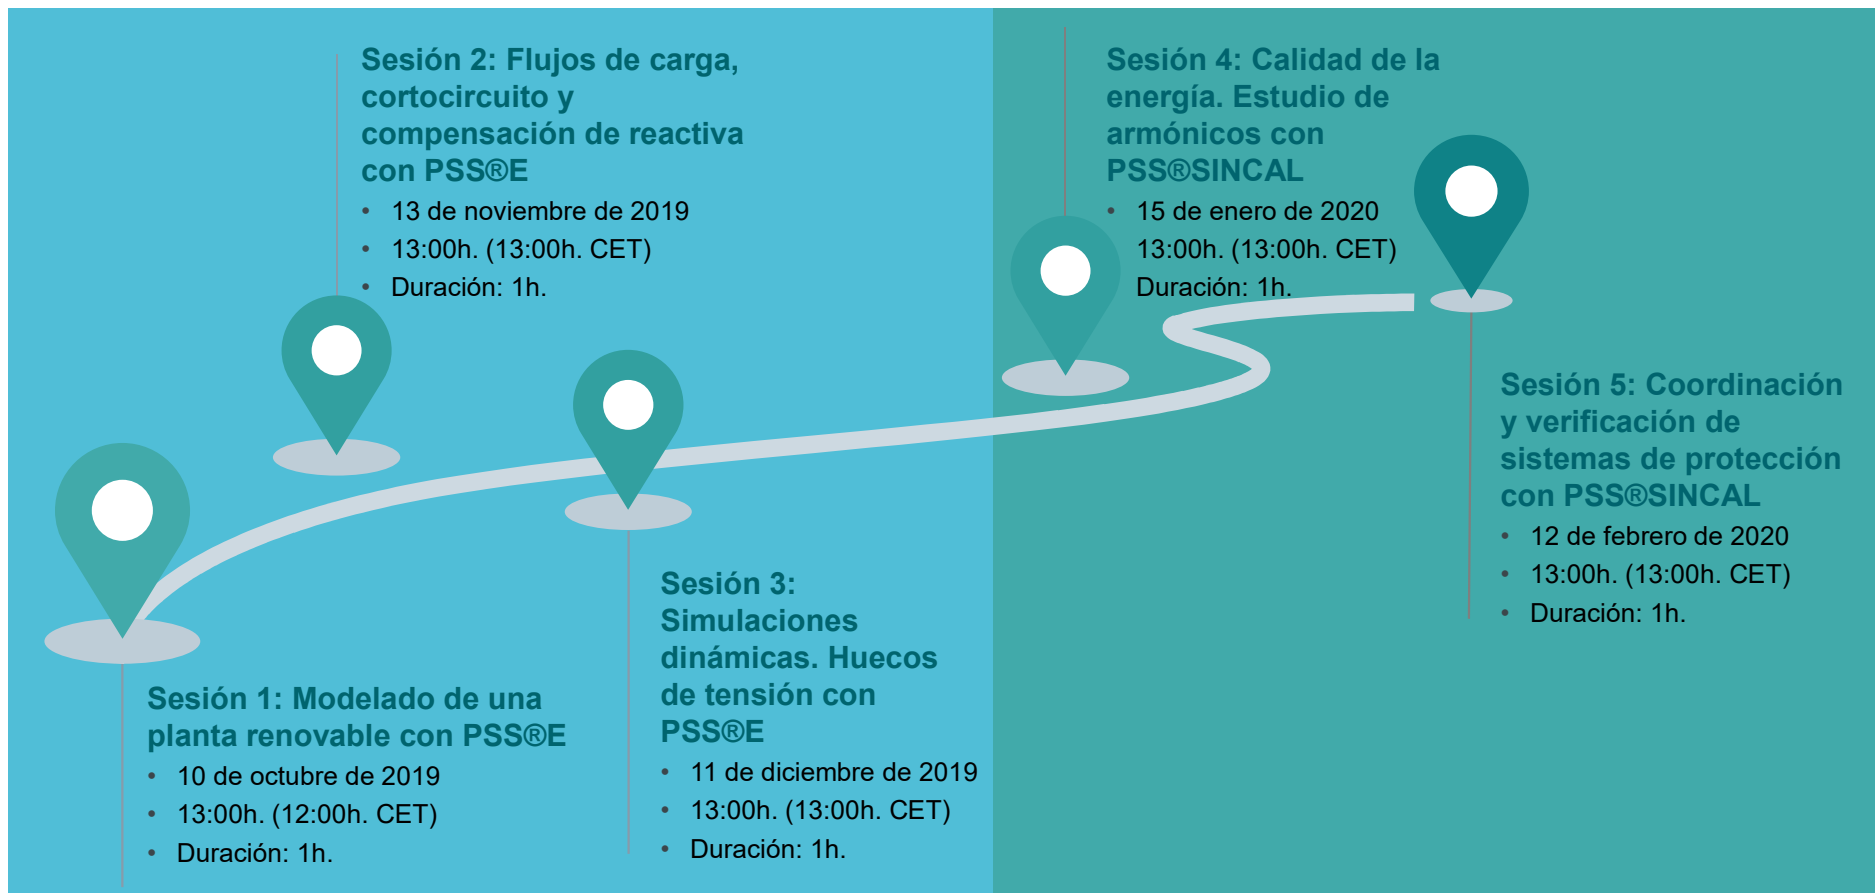 Sesión 1: Modelado de una
planta renovable con PSS®E
• 10 de octubre de 2019
• 13:00h. (12:00h. CET)
• Duración: 1h.
Sesión 2: Flujos de carga,
cortocircuito y
compensación de reactiva
con PSS®E
• 13 de noviembre de 2019
• 13:00h. (13:00h. CET)
• Duración: 1h.
Sesión 3:
Simulaciones
dinámicas. Huecos
de tensión con
PSS®E
• 11 de diciembre de 2019
• 13:00h. (13:00h. CET)
• Duración: 1h.
Sesión 4: Calidad de la
energía. Estudio de
armónicos con
PSS®SINCAL
• 15 de enero de 2020
13:00h. (13:00h. CET)
Duración: 1h.
Sesión 5: Coordinación
y verificación de
sistemas de protección
con PSS®SINCAL
• 12 de febrero de 2020
• 13:00h. (13:00h. CET)
• Duración: 1h.